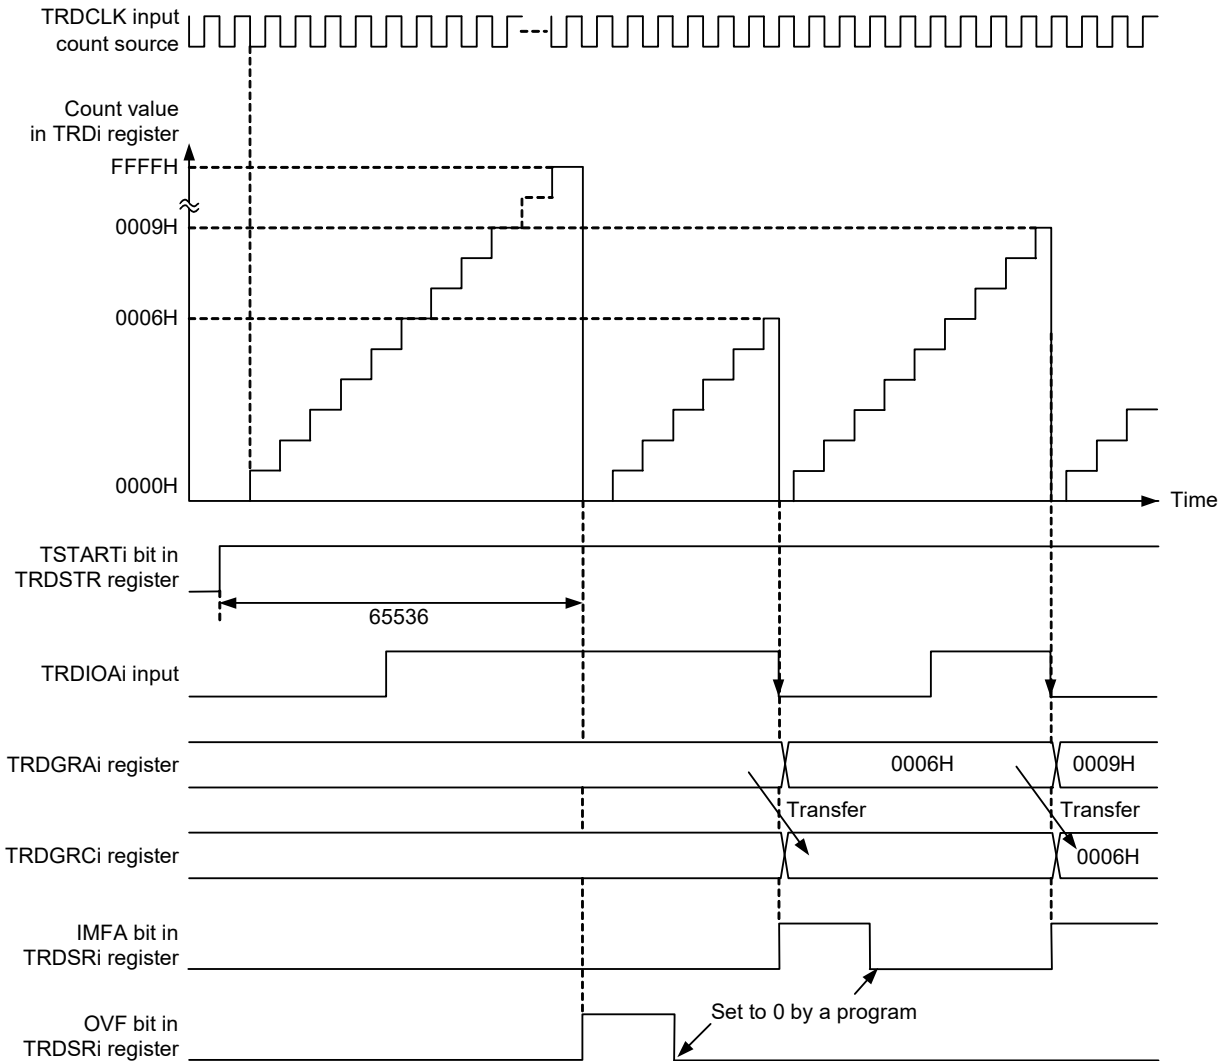 TRDCLK input
count source
Count value
in TRDi register
FFFFH
0009H
0006H
0000H
Time
TSTARTi bit in
TRDSTR register
65536
TRDIOAi input
TRDGRAi register
0006H
0009H
Transfer
Transfer
TRDGRCi register
0006H
IMFA bit in
TRDSRi register
Set to 0 by a program
OVF bit in
TRDSRi register